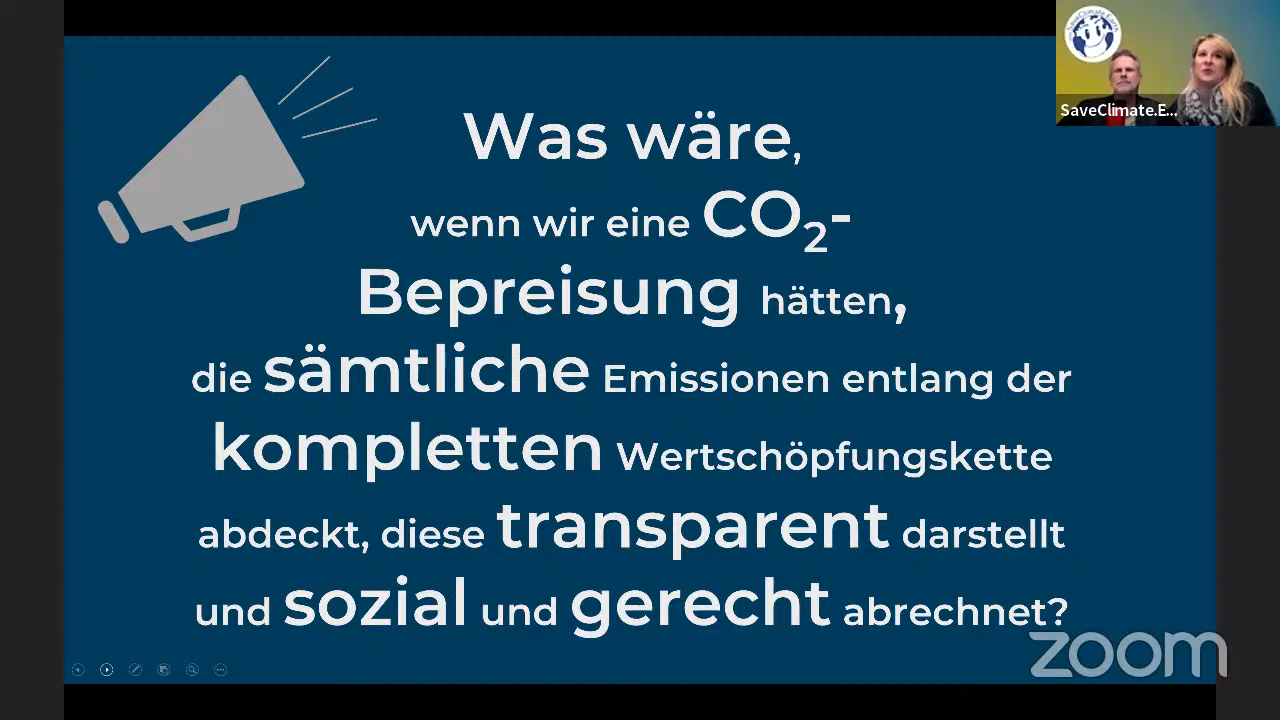 Was wäre,
wenn wir eine CO₂-
Bepreisung hätten,
die sämtliche Emissionen entlang der
kompletten Wertschöpfungskette
abdeckt, diese transparent darstellt
und sozial und gerecht abrechnet?
SaveClimate.E...
zoom